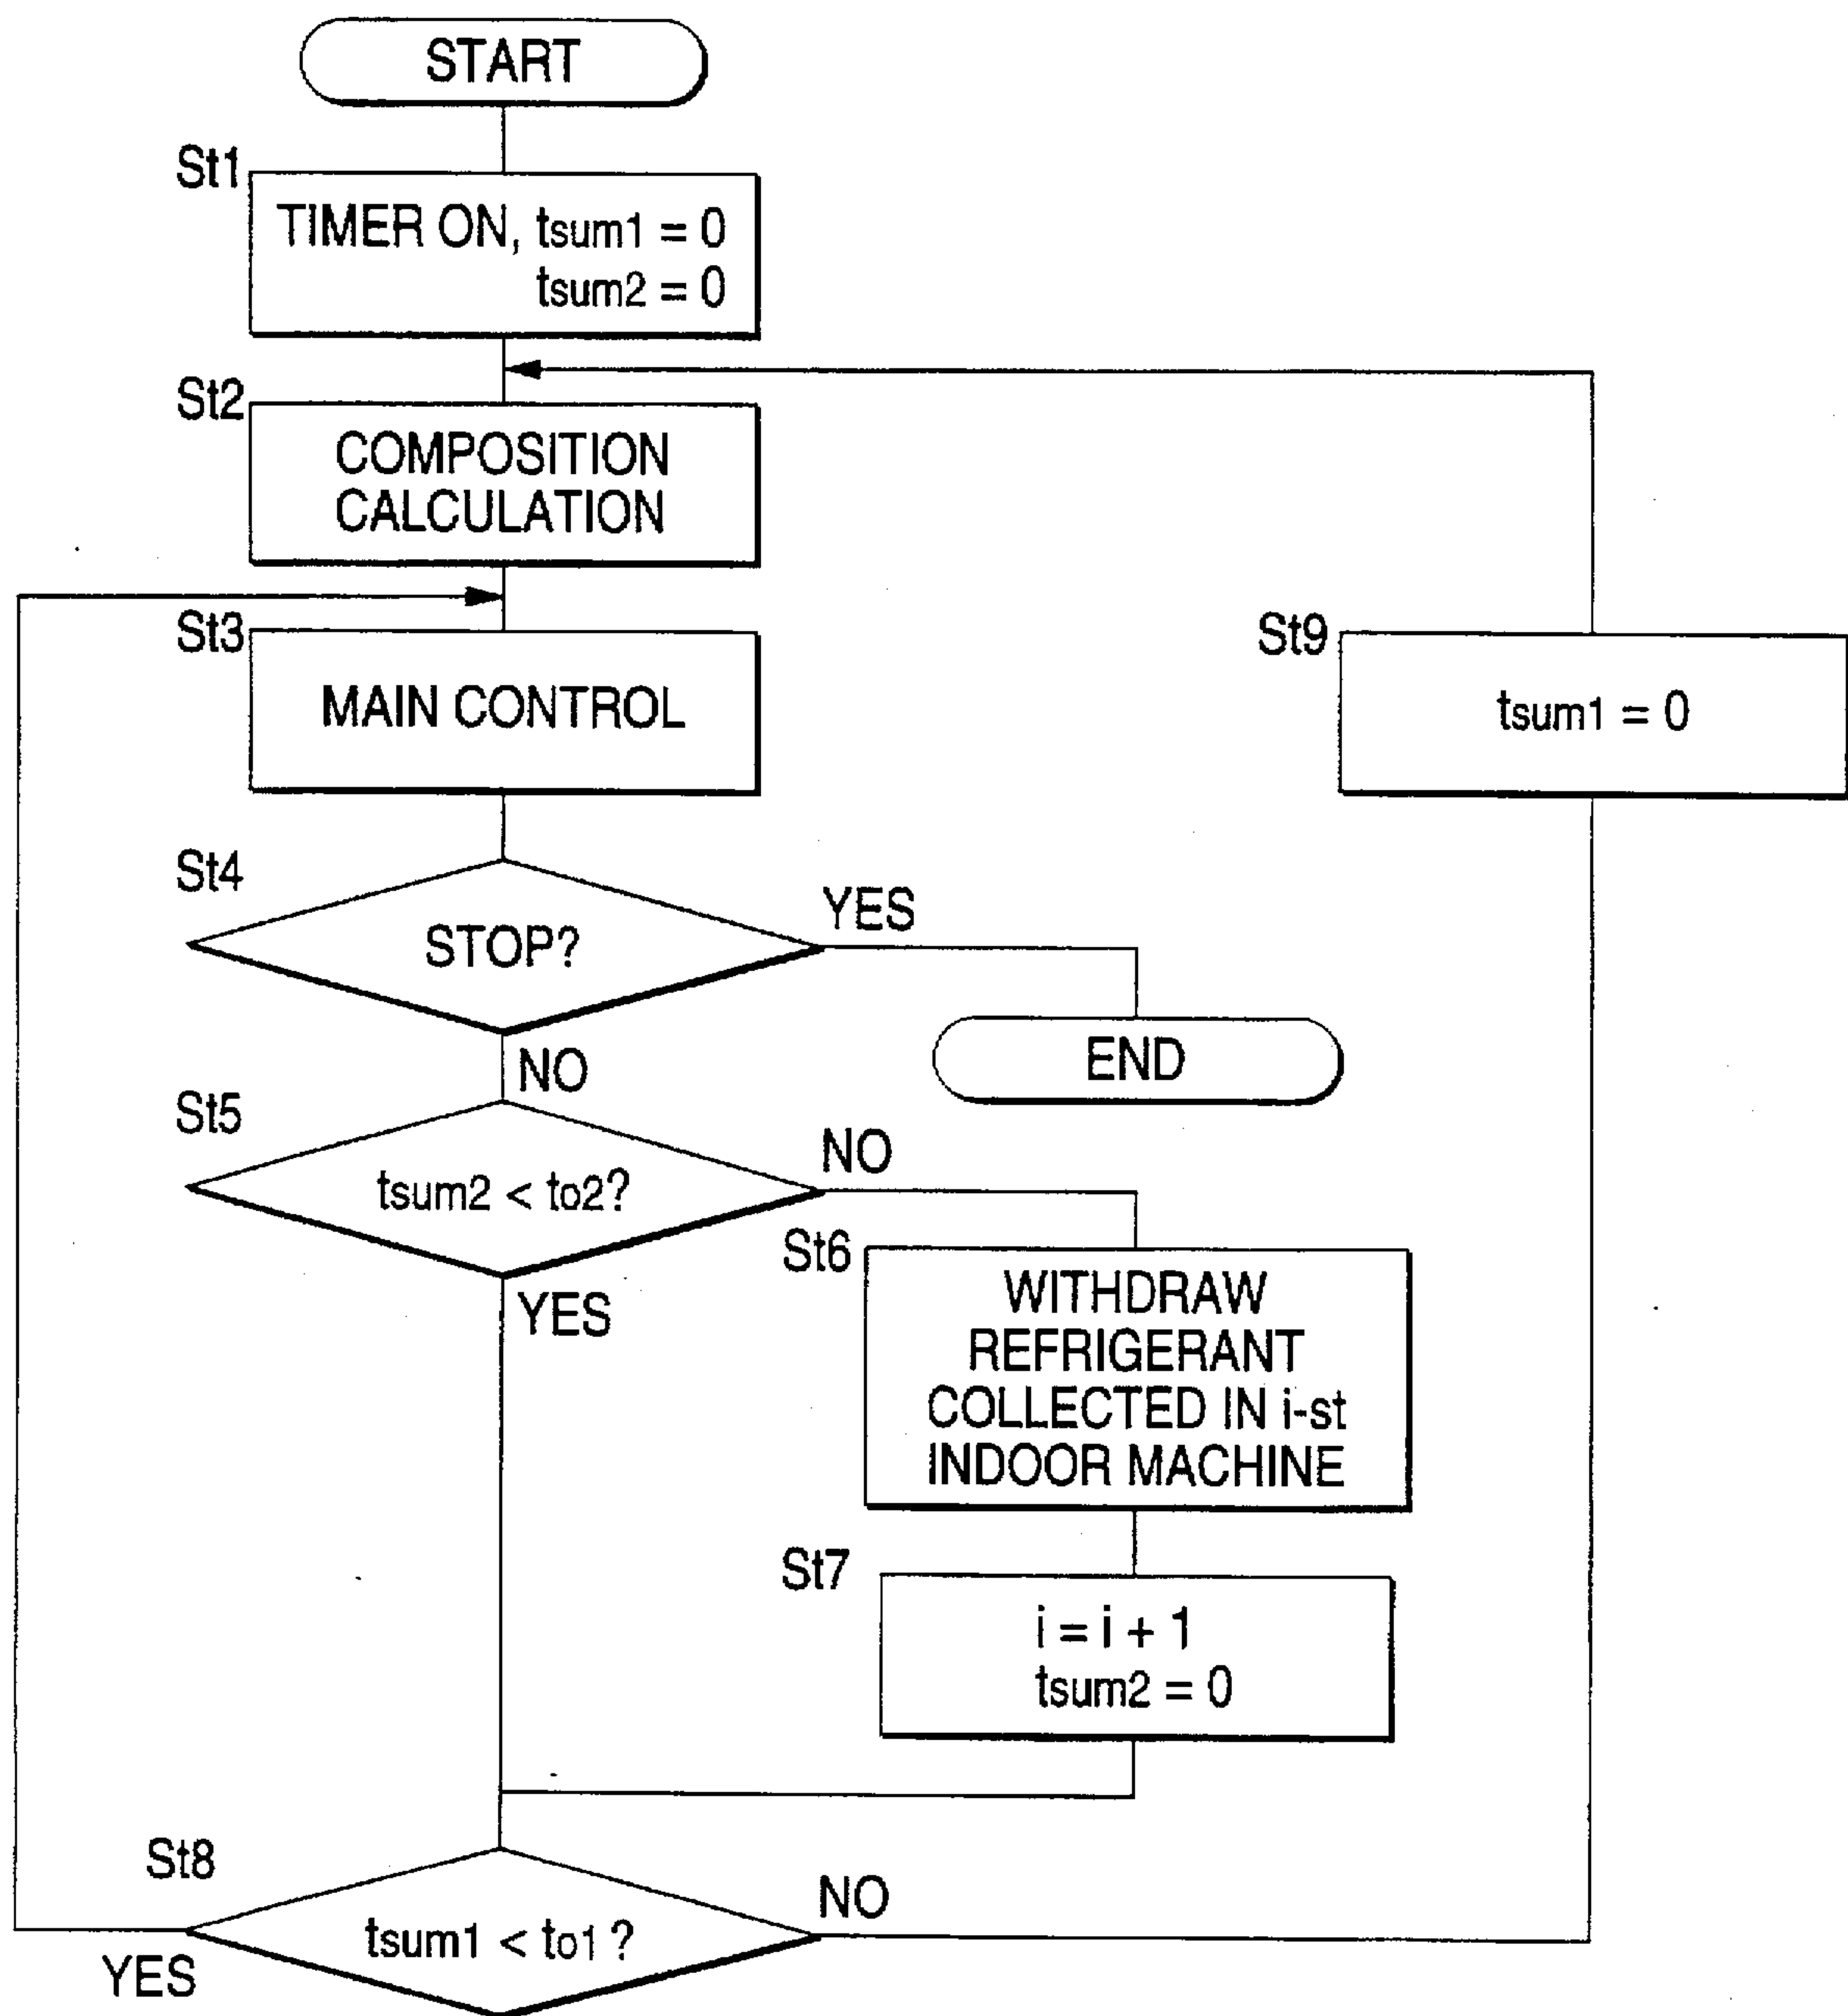 START
St1
TIMER ON, tsum1 = 0
tsum2 = 0
St2
COMPOSITION
CALCULATION
St3
MAIN CONTROL
St9
tsum1 = 0
St4
STOP?
YES
NO
END
St5
tsum2 < to2?
NO
YES
St6
WITHDRAW
REFRIGERANT
COLLECTED IN i-st
INDOOR MACHINE
St7
i = i + 1
tsum2 = 0
St8
tsum1 < to1 ?
NO
YES